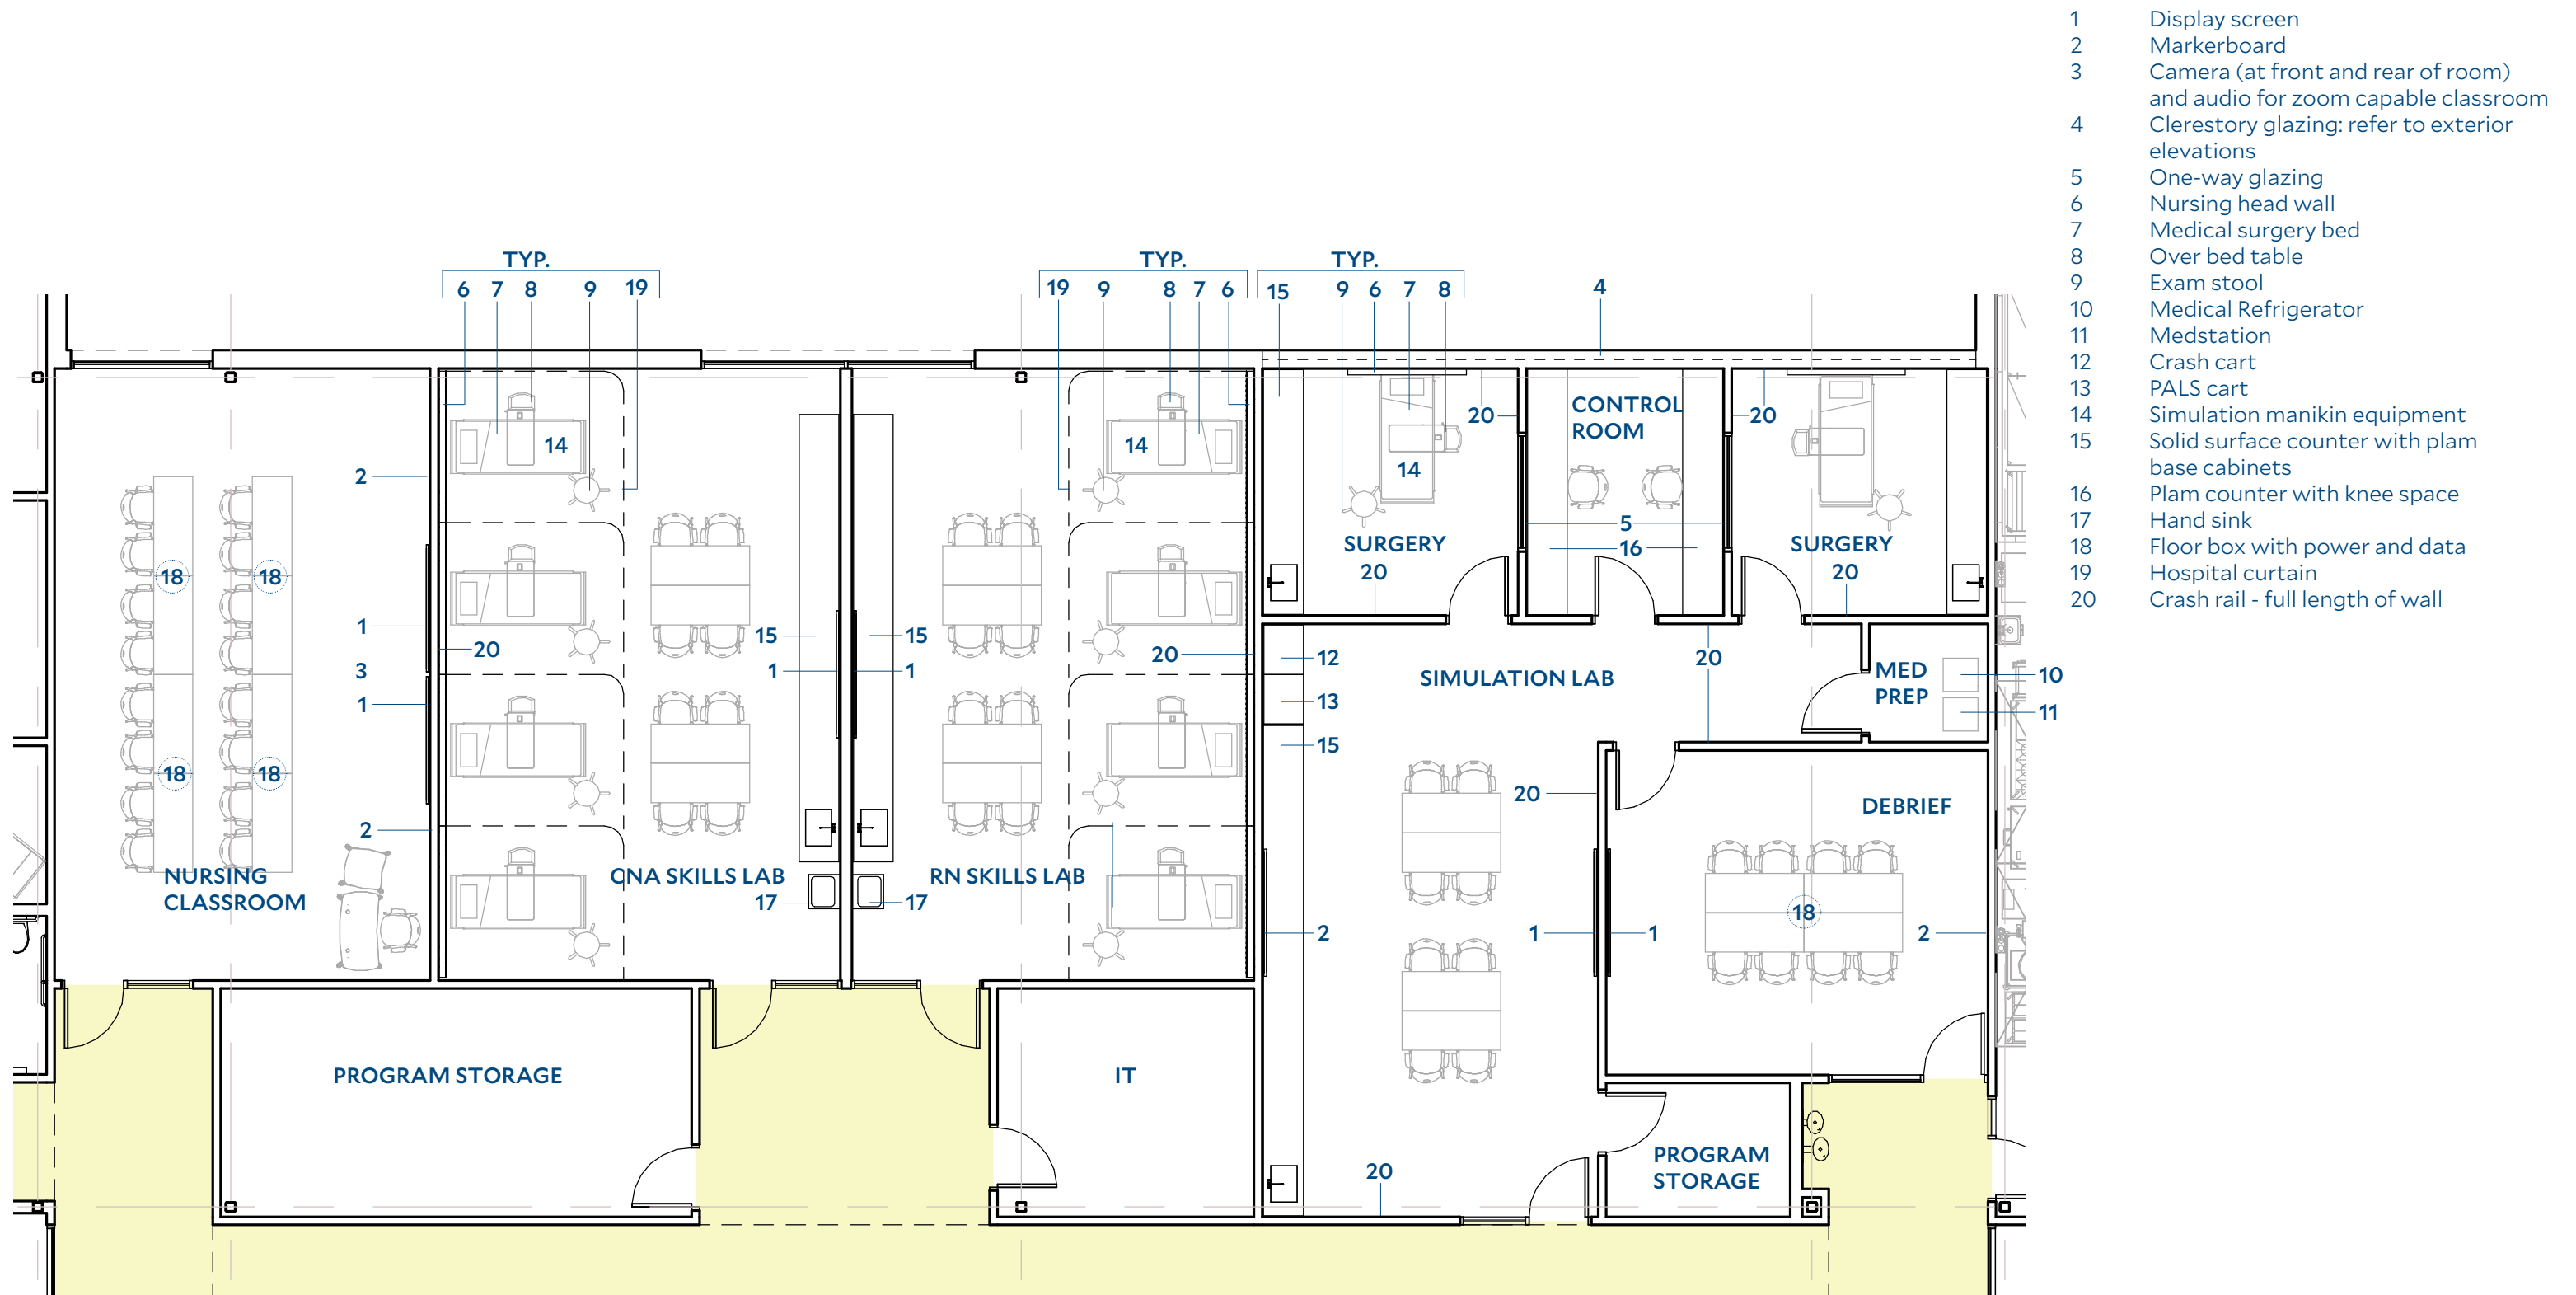 1 Display screen
2 Markerboard
3 Camera (at front and rear of room)
and audio for zoom capable classroom
4 Clerestory glazing: refer to exterior
elevations
5 One-way glazing
6 Nursing head wall
7 Medical surgery bed
8 Over bed table
9 Exam stool
10 Medical Refrigerator
11 Medstation
12 Crash cart
13 PALS cart
14 Simulation manikin equipment
15 Solid surface counter with plam
base cabinets
16 Plam counter with knee space
17 Hand sink
18 Floor box with power and data
19 Hospital curtain
20 Crash rail - full length of wall
TYP. TYP. TYP.
6 7 8 9 19 19 9 8 7 6 15 9 6 7 8 4
CONTROL
ROOM
20 20
14 14 14
2
5
16
SURGERY SURGERY
20 20
18 18
1 15 15
20 20 12 20
3 1 1
SIMULATION LAB
MED
PREP
10
13
1
11
15
18 18
20
2
DEBRIEF
NURSING
CLASSROOM
CNA SKILLS LAB RN SKILLS LAB
17 17
18
2 1 1 2
PROGRAM STORAGE IT
PROGRAM
STORAGE
20